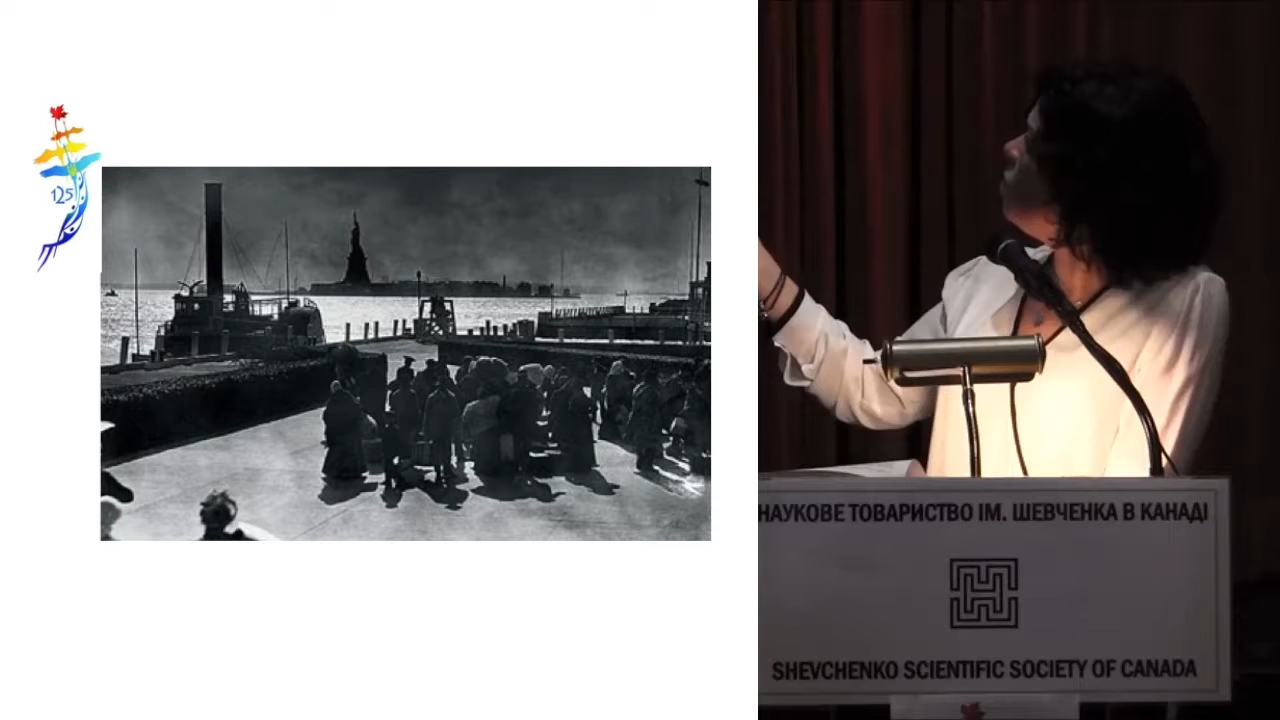 125
НАУКОВЕ ТОВАРИСТВО ІМ. ШЕВЧЕНКА В КАНАДІ
SHEVCHENKO SCIENTIFIC SOCIETY OF CANADA